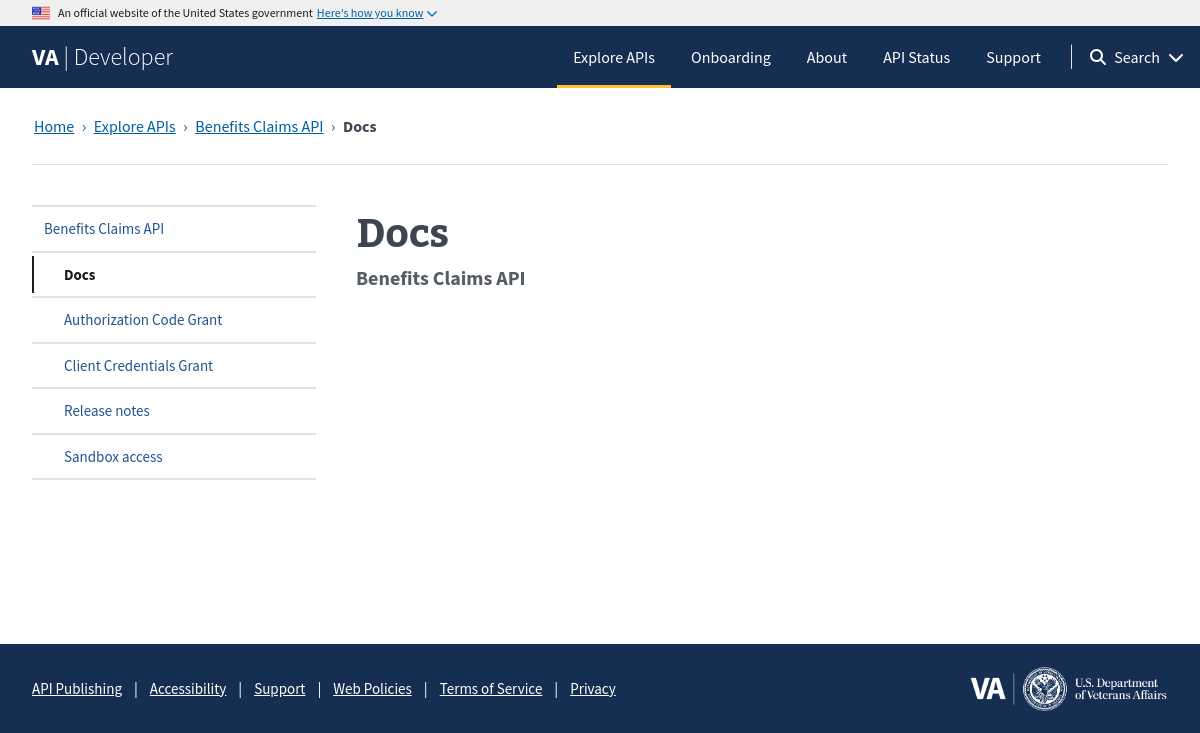 An official website of the United States government Here's how you know
VA | Developer
Explore APIs
Onboarding
About
API Status
Support
Search
Home › Explore APIs › Benefits Claims API › Docs
Benefits Claims API
Docs
Authorization Code Grant
Client Credentials Grant
Release notes
Sandbox access
Docs
Benefits Claims API
API Publishing | Accessibility | Support | Web Policies | Terms of Service | Privacy
VA
U.S. Department
of Veterans Affairs